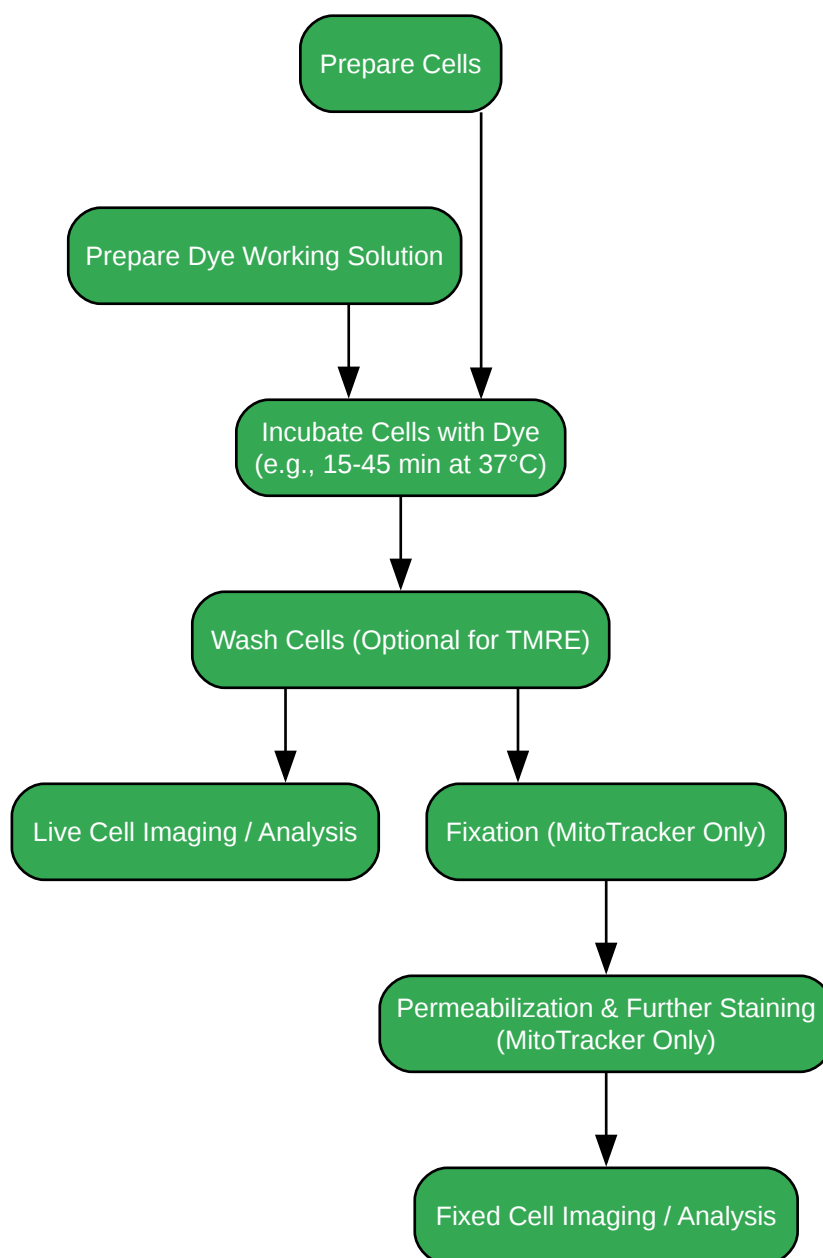 Prepare Cells
Prepare Dye Working Solution
Incubate Cells with Dye
(e.g., 15-45 min at 37°C)
Wash Cells (Optional for TMRE)
Live Cell Imaging / Analysis
Fixation (MitoTracker Only)
Permeabilization & Further Staining
(MitoTracker Only)
Fixed Cell Imaging / Analysis